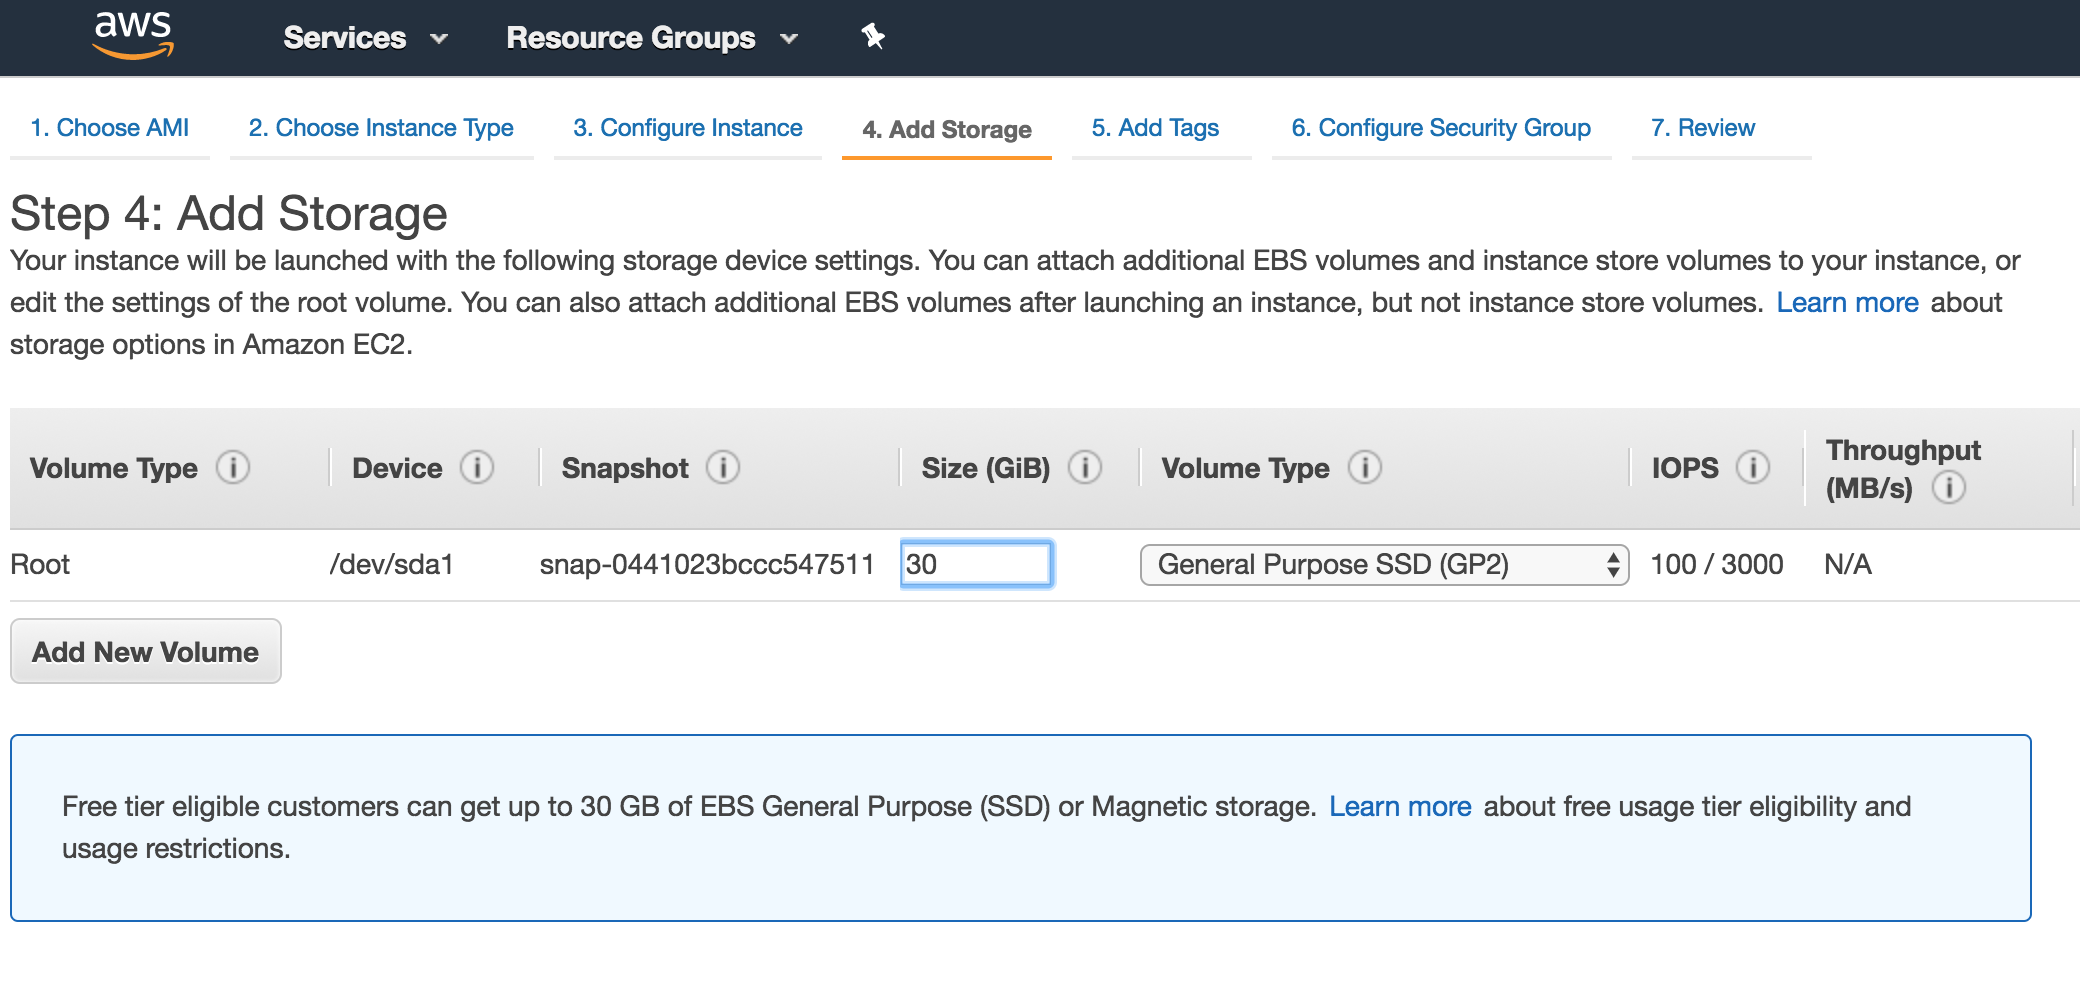 aws Services Resource Groups
1. Choose AMI 2. Choose Instance Type 3. Configure Instance 4. Add Storage 5. Add Tags 6. Configure Security Group 7. Review
Step 4: Add Storage
Your instance will be launched with the following storage device settings. You can attach additional EBS volumes and instance store volumes to your instance, or
edit the settings of the root volume. You can also attach additional EBS volumes after launching an instance, but not instance store volumes. Learn more about
storage options in Amazon EC2.
Volume Type i Device i Snapshot i Size (GiB) i Volume Type i IOPS i Throughput
(MB/s) i
Root /dev/sda1 snap-0441023bccc547511 30 General Purpose SSD (GP2) 100 / 3000 N/A
Add New Volume
Free tier eligible customers can get up to 30 GB of EBS General Purpose (SSD) or Magnetic storage. Learn more about free usage tier eligibility and
usage restrictions.